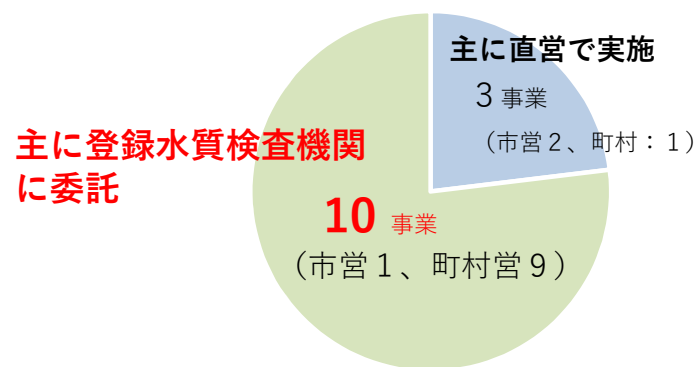 主に直営で実施
3 事業
（市営２、町村：１）
主に登録水質検査機関
に委託
10 事業
（市営１、町村営９）